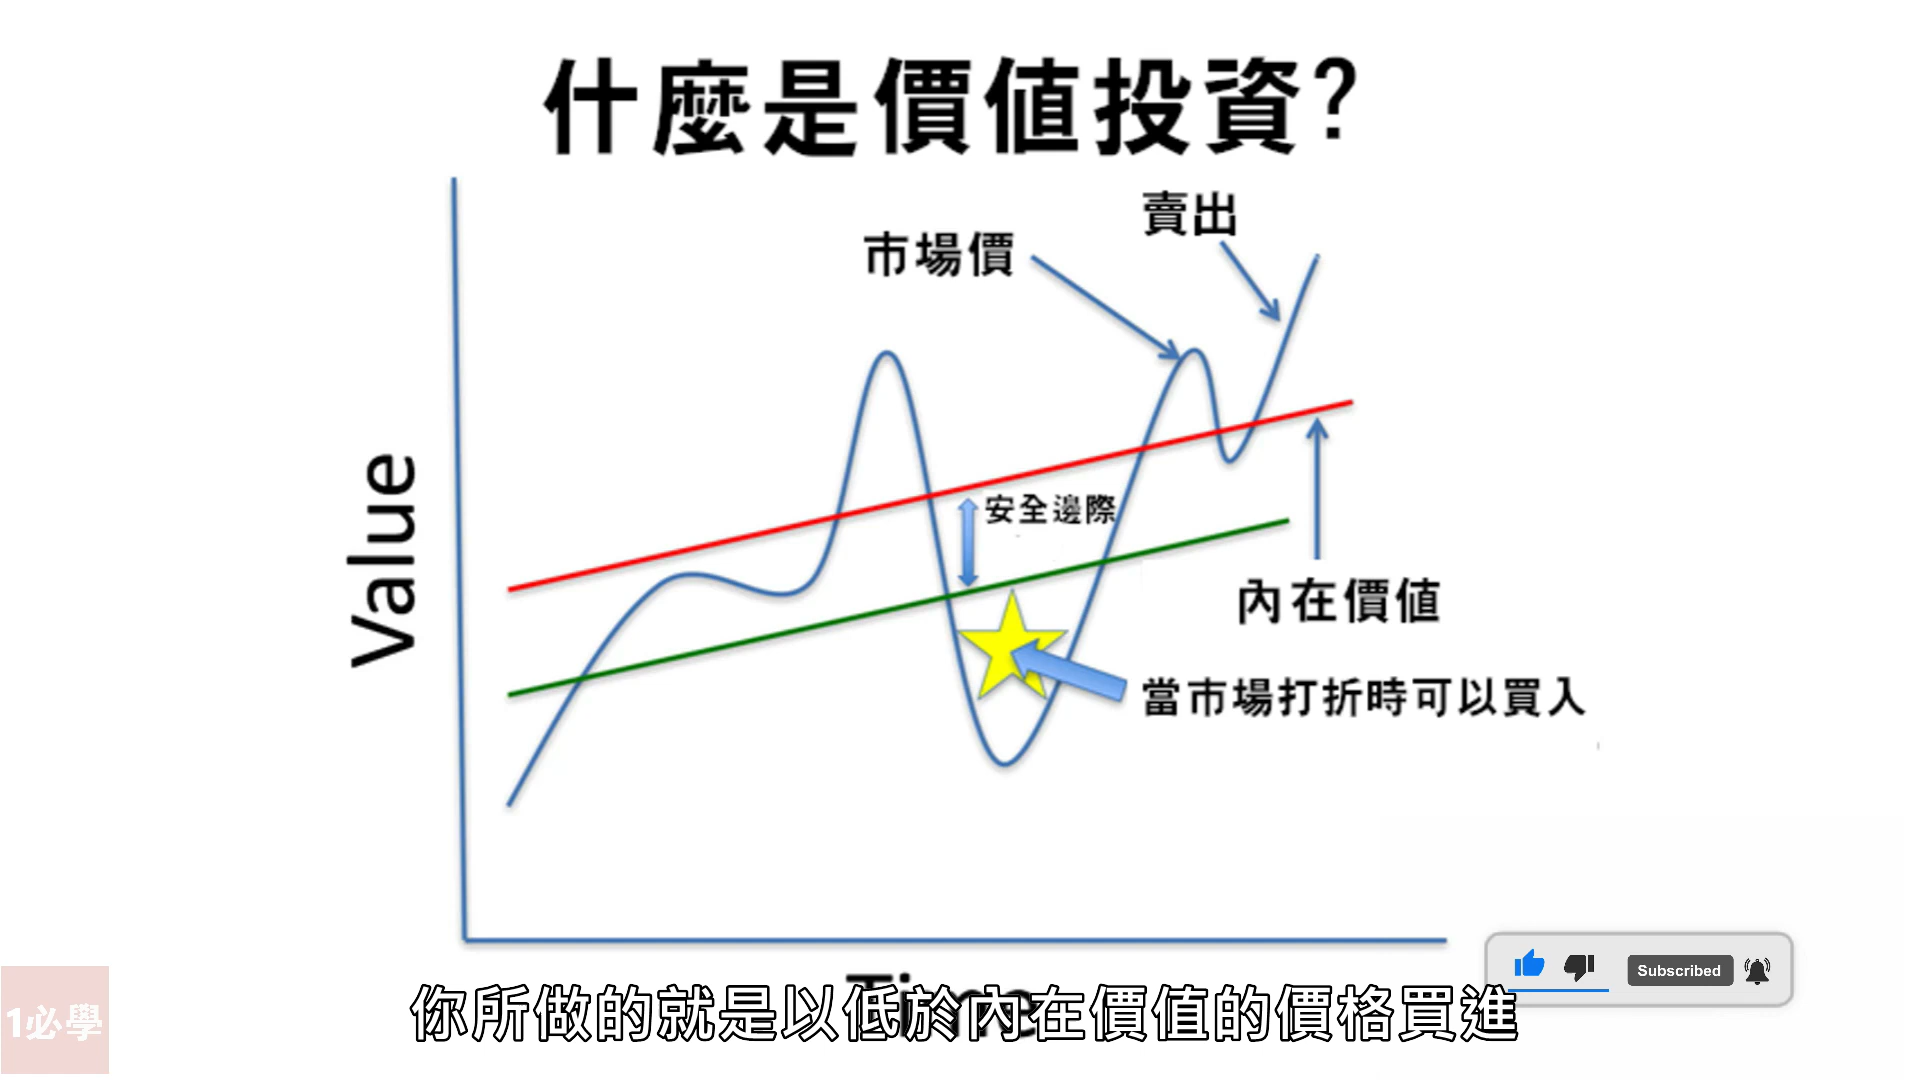 什麼是價值投資?
賣出
市場價
安全邊際
Value
內在價值
當市場打折時可以買入
Time
你所做的就是以低於內在價值的價格買進
Subscribed
1必學